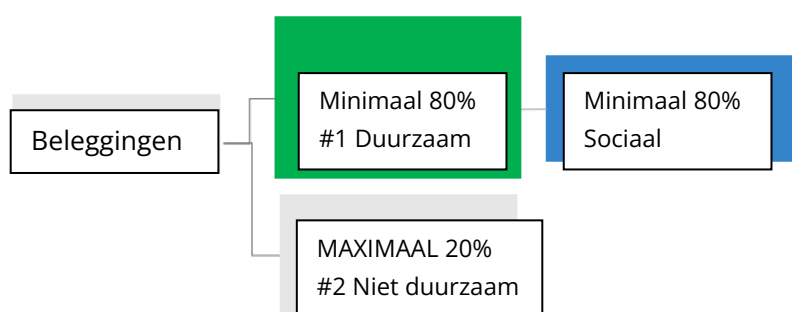 Beleggingen
Minimaal 80%
#1 Duurzaam
Minimaal 80%
Sociaal
MAXIMAAL 20%
#2 Niet duurzaam